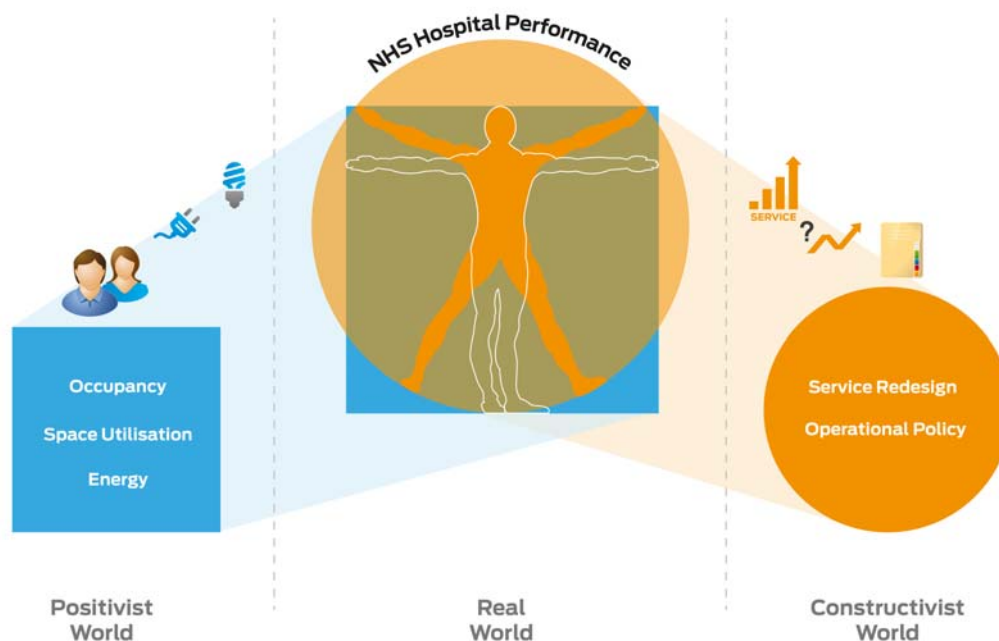 NHS Hospital Performance
SERVICE
?
Occupancy
Space Utilisation
Energy
Service Redesign
Operational Policy
Positivist
World
Real
World
Constructivist
World